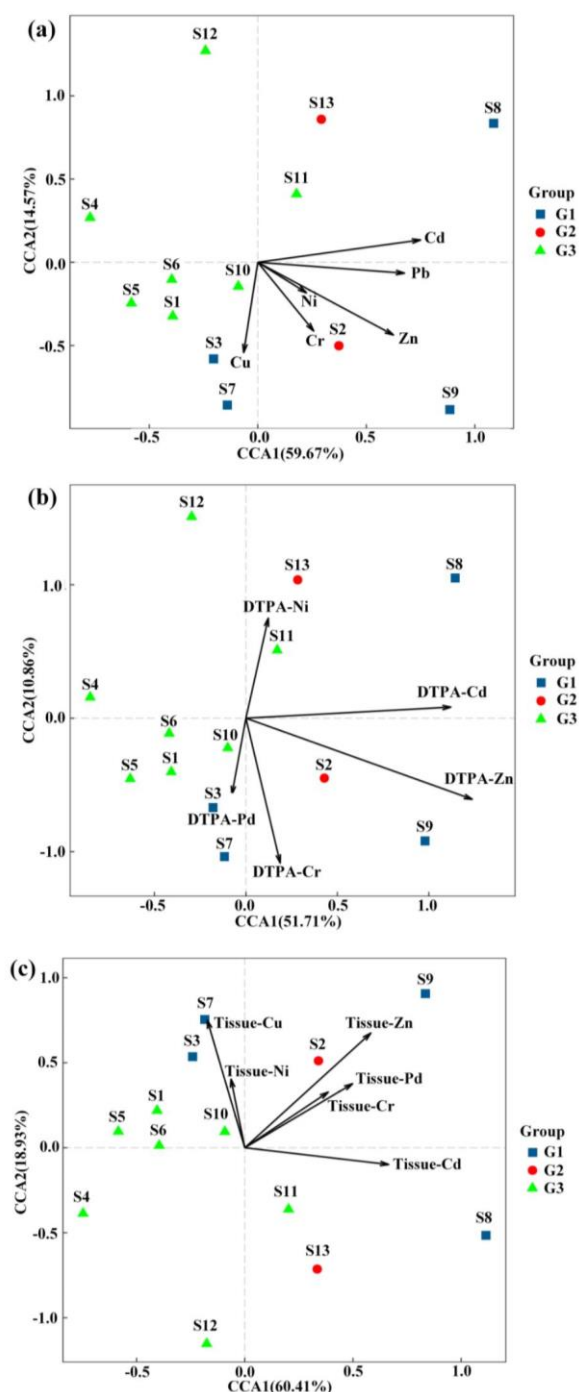 (a)
S12
S13
S8
S11
S4
Cd
S6
S10
Pb
S5
S1
Ni
S3
Cr
S2
Zn
Cu
S7
S9
1.0
0.5
0.0
-0.5
CCA2(14.57%)
-0.5
0.0
0.5
1.0
CCA1(59.67%)
Group
G1
G2
G3
(b)
S12
S13
S8
DTPA-Ni
S11
S4
DTPA-Cd
S6
S10
S5
S1
S2
DTPA-Zn
S3
DTPA-Pd
S7
S9
DTPA-Cr
1.0
0.0
-1.0
CCA2(10.86%)
-0.5
0.0
0.5
1.0
CCA1(51.71%)
Group
G1
G2
G3
(c)
S9
S7
Tissue-Cu
Tissue-Zn
S3
S2
Tissue-Ni
Tissue-Pd
S1
Tissue-Cr
S5
S6
S10
Tissue-Cd
S4
S11
S8
S13
S12
1.0
0.5
0.0
-0.5
-1.0
CCA2(18.93%)
-0.5
0.0
0.5
1.0
CCA1(60.41%)
Group
G1
G2
G3